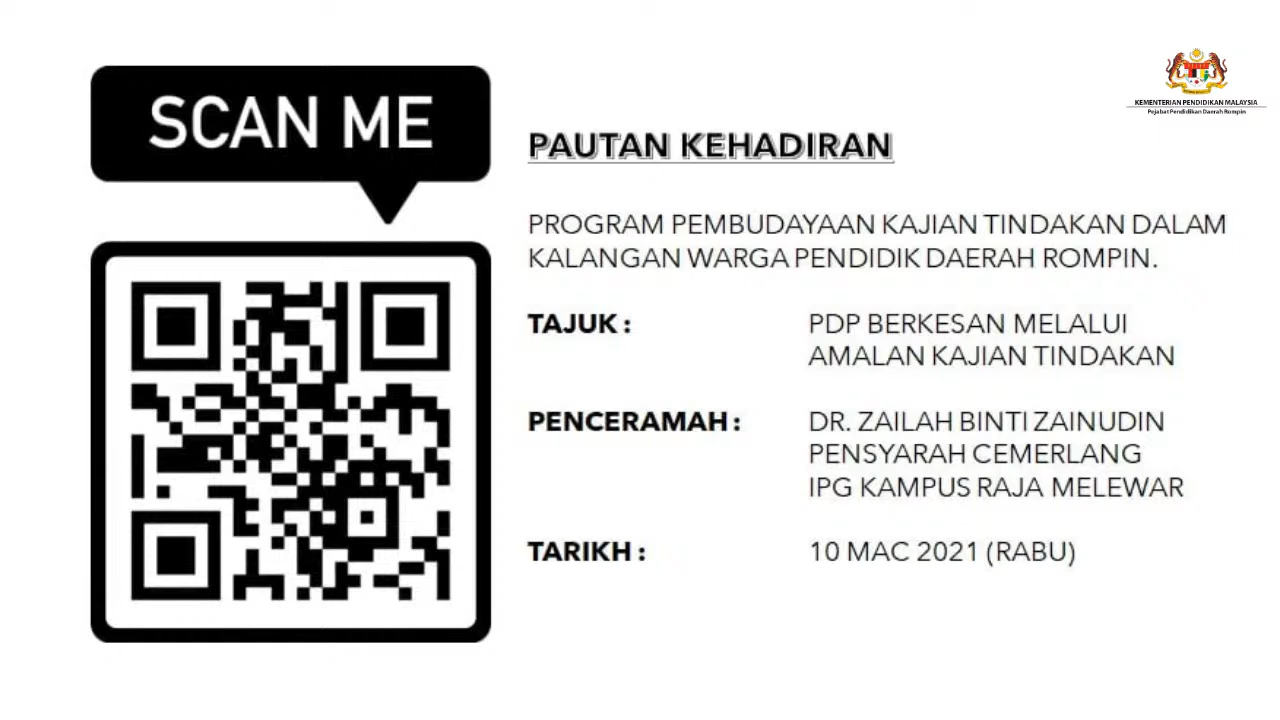 SCAN ME
KEMENTERIAN PENDIDIKAN MALAYSIA
Pejabat Pendidikan Daerah Rompin
PAUTAN KEHADIRAN
PROGRAM PEMBUDAYAAN KAJIAN TINDAKAN DALAM
KALANGAN WARGA PENDIDIK DAERAH ROMPIN.
TAJUK : PDP BERKESAN MELALUI
AMALAN KAJIAN TINDAKAN
PENCERAMAH : DR. ZAILAH BINTI ZAINUDIN
PENSYARAH CEMERLANG
IPG KAMPUS RAJA MELEWAR
TARIKH : 10 MAC 2021 (RABU)